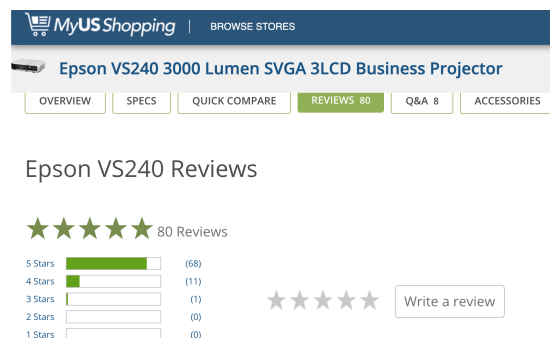 MyUS Shopping | BROWSE STORES
Epson VS240 3000 Lumen SVGA 3LCD Business Projector
OVERVIEW SPECS QUICK COMPARE REVIEWS 80 Q&A 8 ACCESSORIES
Epson VS240 Reviews
80 Reviews
5 Stars (68)
4 Stars (11)
3 Stars (1)
Write a review
2 Stars (0)
1 Stars (0)